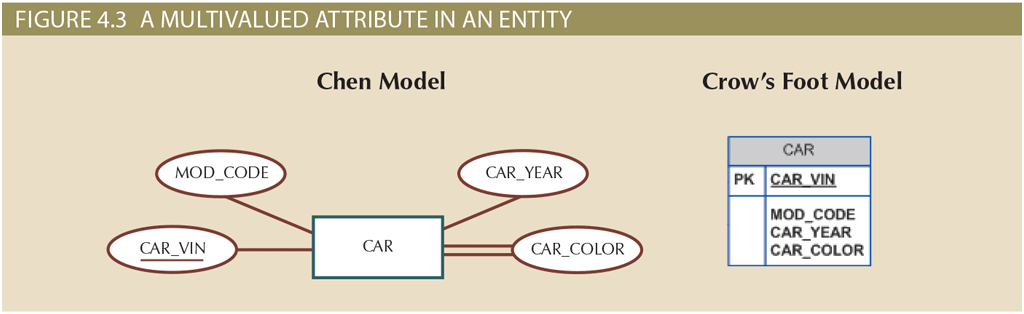 FIGURE 4.3 A MULTIVALUED ATTRIBUTE IN AN ENTITY
Chen Model
MOD_CODE
CAR_YEAR
CAR_VIN
CAR
CAR_COLOR
Crow's Foot Model
CAR
PK CAR_VIN
MOD_CODE
CAR_YEAR
CAR_COLOR